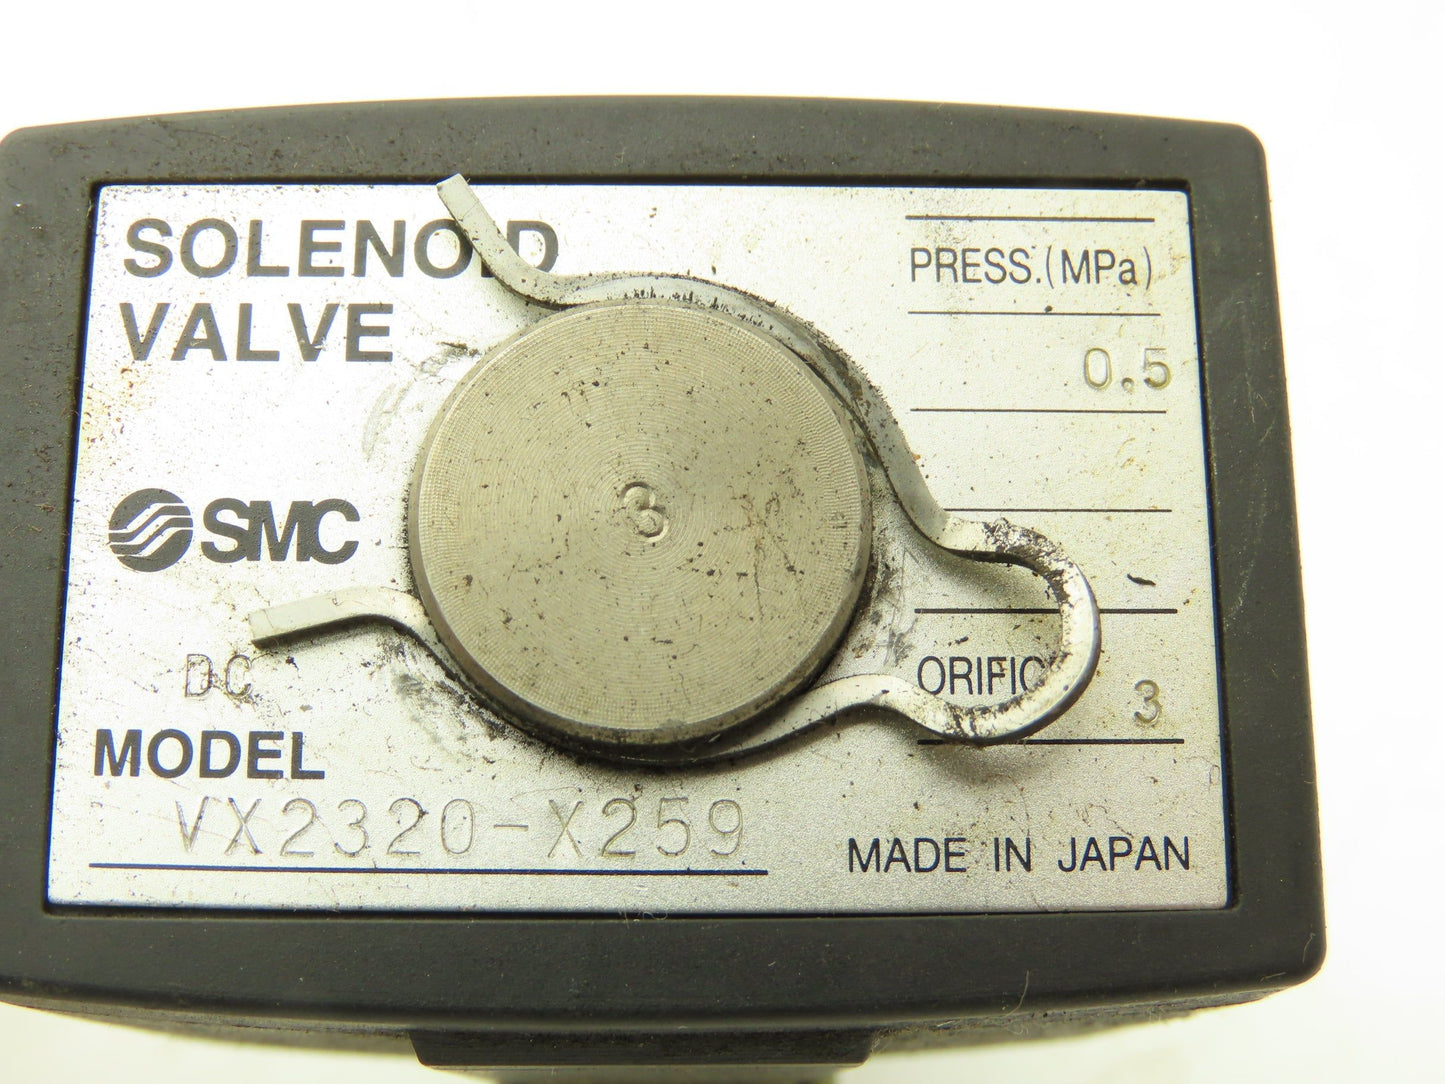 SOLENOID
VALVE
PRESS.(MPa)
0.5
SMC
3
ORIFIC
3
DC
MODEL
VX2320-X259
MADE IN JAPAN